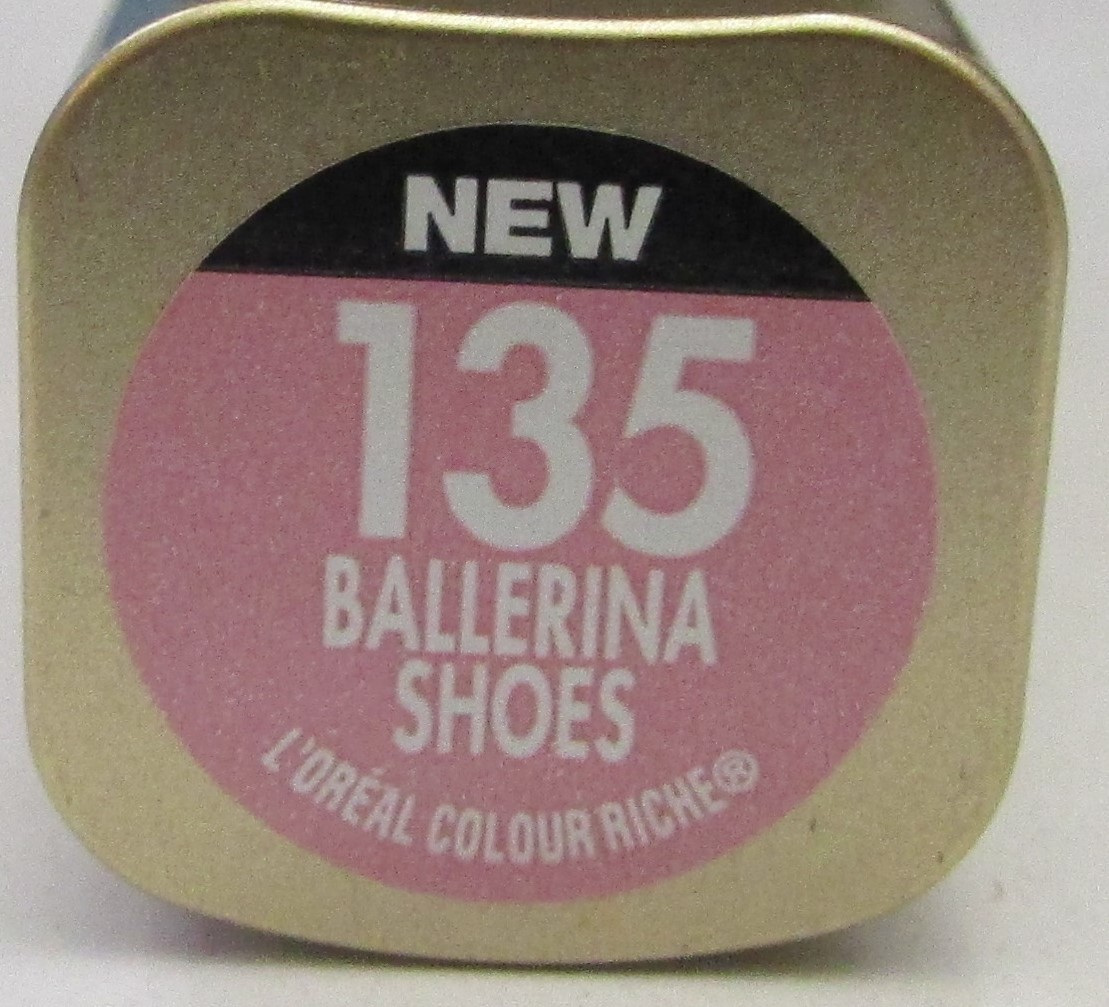 NEW
135
BALLERINA
SHOES
L'ORÉAL COLOUR RICHE®